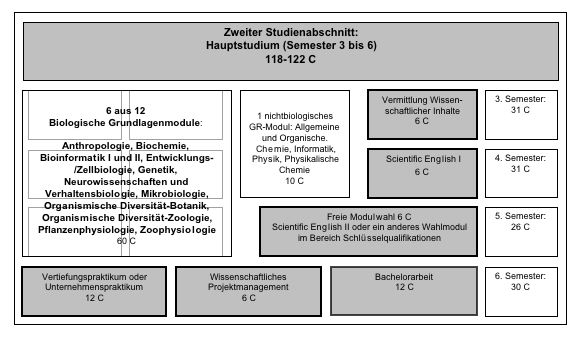 Zweiter Studienabschnitt:
Hauptstudium (Semester 3 bis 6)
118-122 C
6 aus 12
Biologische Grundlagenmodule:
Anthropologie, Biochemie,
Bioinformatik I und II, Entwicklungs-
/Zellbiologie, Genetik,
Neurowissenschaften und
Verhaltensbiologie, Mikrobiologie,
Organismische Diversität-Botanik,
Organismische Diversität-Zoologie,
Pflanzenphysiologie, Zoophysiologie
60 C
1 nichtbiologisches
GR-Modul: Allgemeine
und Organische.
Chemie, Informatik,
Physik, Physikalische
Chemie
10 C
Vermittlung Wissen-
schaftlicher Inhalte
6 C
3. Semester:
31 C
Scientific English I
6 C
4. Semester:
31 C
Freie Modulwahl 6 C
Scientific English II oder ein anderes Wahlmodul
im Bereich Schlüsselqualifikationen
5. Semester:
26 C
Vertiefungspraktikum oder
Unternehmenspraktikum
12 C
Wissenschaftliches
Projektmanagement
6 C
Bachelorarbeit
12 C
6. Semester:
30 C